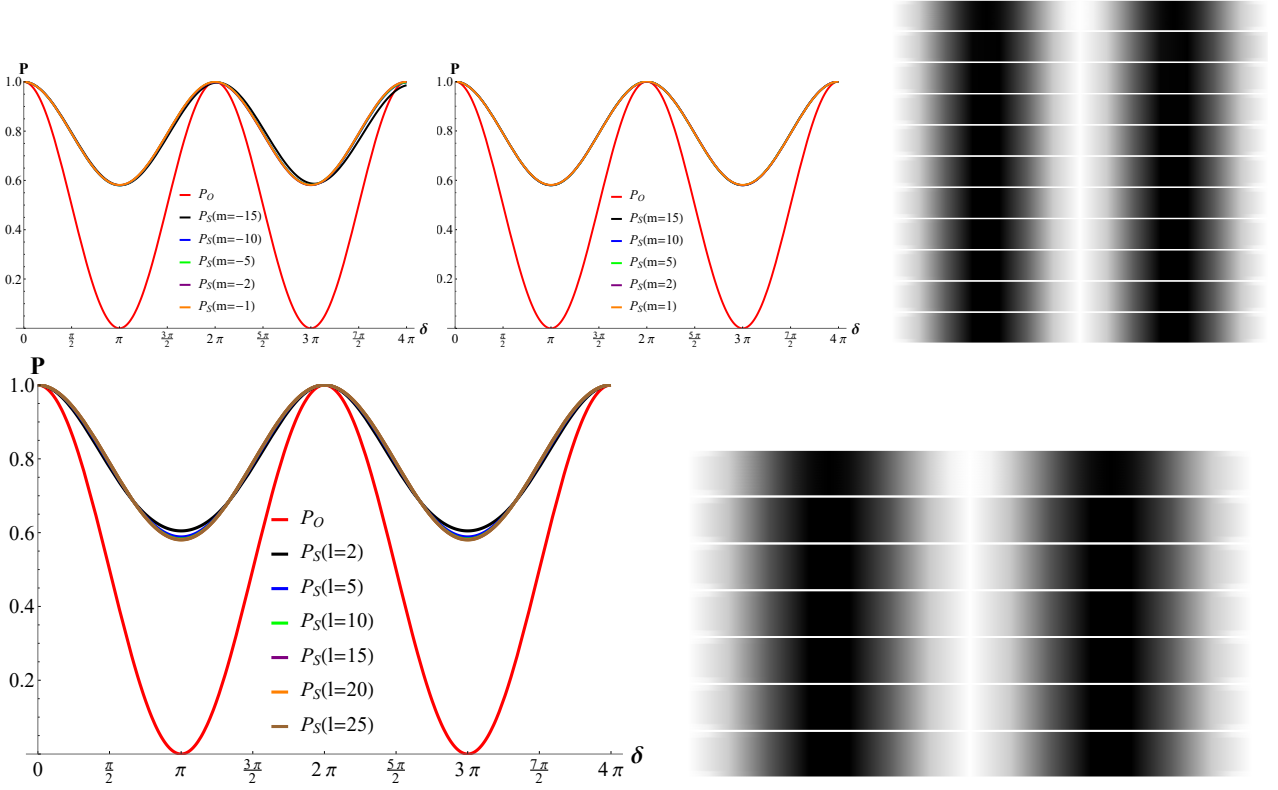 P
1.0
0.8
0.6
0.4
0.2
P_O
P_S(m=−15)
P_S(m=−10)
P_S(m=−5)
P_S(m=−2)
P_S(m=−1)
0 π/2 π 3π/2 2π 5π/2 3π 7π/2 4π δ
P
1.0
0.8
0.6
0.4
0.2
P_O
P_S(m=15)
P_S(m=10)
P_S(m=5)
P_S(m=2)
P_S(m=1)
0 π/2 π 3π/2 2π 5π/2 3π 7π/2 4π δ
P
1.0
0.8
0.6
0.4
0.2
P_O
P_S(l=2)
P_S(l=5)
P_S(l=10)
P_S(l=15)
P_S(l=20)
P_S(l=25)
0 π/2 π 3π/2 2π 5π/2 3π 7π/2 4π δ